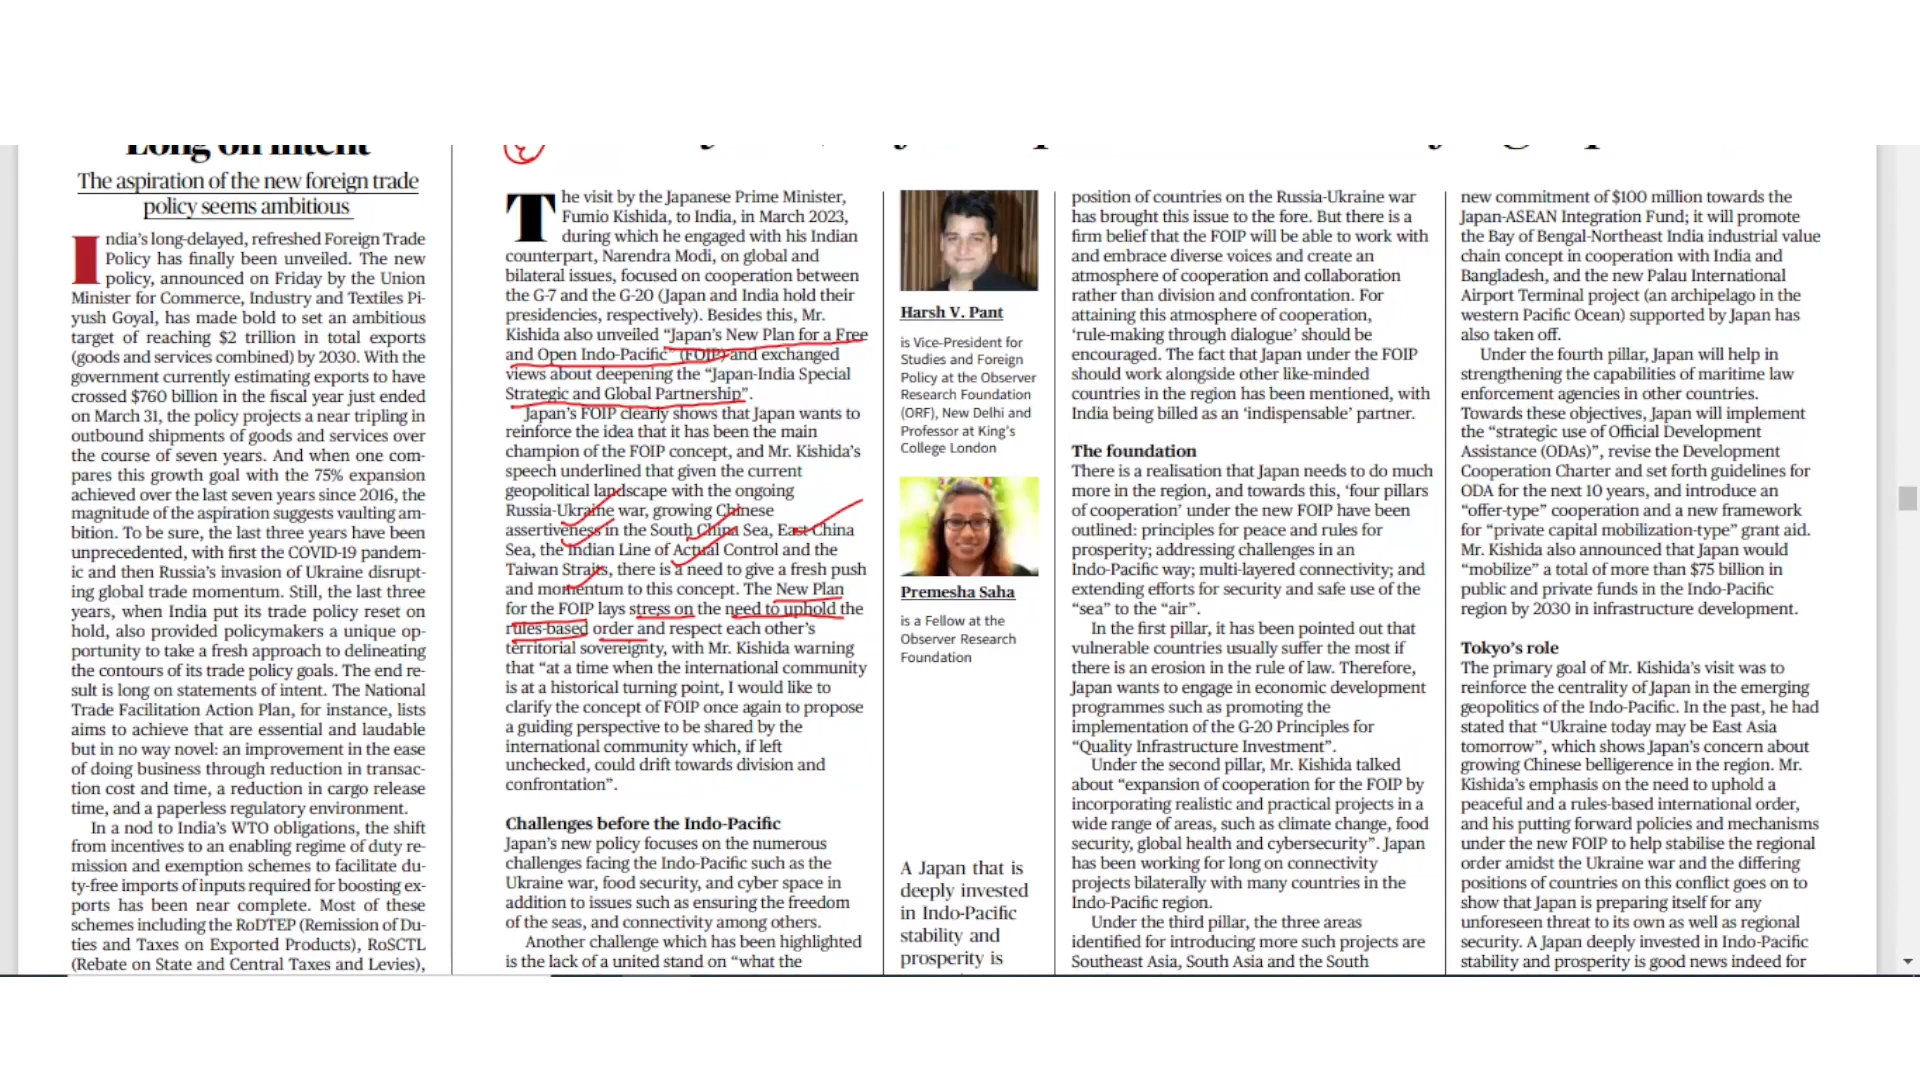 Long on intent
The aspiration of the new foreign trade
policy seems ambitious
India's long-delayed, refreshed Foreign Trade
Policy has finally been unveiled. The new
policy, announced on Friday by the Union
Minister for Commerce, Industry and Textiles Pi-
yush Goyal, has made bold to set an ambitious
target of reaching $2 trillion in total exports
(goods and services combined) by 2030. With the
government currently estimating exports to have
crossed $760 billion in the fiscal year just ended
on March 31, the policy projects a near tripling in
outbound shipments of goods and services over
the course of seven years. And when one com-
pares this growth goal with the 75% expansion
achieved over the last seven years since 2016, the
magnitude of the aspiration suggests vaulting am-
bition. To be sure, the last three years have been
unprecedented, with first the COVID-19 pandem-
ic and then Russia's invasion of Ukraine disrupt-
ing global trade momentum. Still, the last three
years, when India put its trade policy reset on
hold, also provided policymakers a unique op-
portunity to take a fresh approach to delineating
the contours of its trade policy goals. The end re-
sult is long on statements of intent. The National
Trade Facilitation Action Plan, for instance, lists
aims to achieve that are essential and laudable
but in no way novel: an improvement in the ease
of doing business through reduction in transac-
tion cost and time, a reduction in cargo release
time, and a paperless regulatory environment.
In a nod to India's WTO obligations, the shift
from incentives to an enabling regime of duty re-
mission and exemption schemes to facilitate du-
ty-free imports of inputs required for boosting ex-
ports has been near complete. Most of these
schemes including the RoDTEP (Remission of Du-
ties and Taxes on Exported Products), RoSCTL
(Rebate on State and Central Taxes and Levies),
The visit by the Japanese Prime Minister,
Fumio Kishida, to India, in March 2023,
during which he engaged with his Indian
counterpart, Narendra Modi, on global and
bilateral issues, focused on cooperation between
the G-7 and the G-20 (Japan and India hold their
presidencies, respectively). Besides this, Mr.
Kishida also unveiled “Japan's New Plan for a Free
and Open Indo-Pacific” (FOIP) and exchanged
views about deepening the “Japan-India Special
Strategic and Global Partnership”.
Japan's FOIP clearly shows that Japan wants to
reinforce the idea that it has been the main
champion of the FOIP concept, and Mr. Kishida's
speech underlined that given the current
geopolitical landscape with the ongoing
Russia-Ukraine war, growing Chinese
assertiveness in the South China Sea, East China
Sea, the Indian Line of Actual Control and the
Taiwan Straits, there is a need to give a fresh push
and momentum to this concept. The New Plan
for the FOIP lays stress on the need to uphold the
rules-based order and respect each other's
territorial sovereignty, with Mr. Kishida warning
that “at a time when the international community
is at a historical turning point, I would like to
clarify the concept of FOIP once again to propose
a guiding perspective to be shared by the
international community which, if left
unchecked, could drift towards division and
confrontation”.
Challenges before the Indo-Pacific
Japan's new policy focuses on the numerous
challenges facing the Indo-Pacific such as the
Ukraine war, food security, and cyber space in
addition to issues such as ensuring the freedom
of the seas, and connectivity among others.
Another challenge which has been highlighted
is the lack of a united stand on “what the
Harsh V. Pant
is Vice-President for
Studies and Foreign
Policy at the Observer
Research Foundation
(ORF), New Delhi and
Professor at King's
College London
Premesha Saha
is a Fellow at the
Observer Research
Foundation
A Japan that is
deeply invested
in Indo-Pacific
stability and
prosperity is
position of countries on the Russia-Ukraine war
has brought this issue to the fore. But there is a
firm belief that the FOIP will be able to work with
and embrace diverse voices and create an
atmosphere of cooperation and collaboration
rather than division and confrontation. For
attaining this atmosphere of cooperation,
‘rule-making through dialogue’ should be
encouraged. The fact that Japan under the FOIP
should work alongside other like-minded
countries in the region has been mentioned, with
India being billed as an ‘indispensable’ partner.
The foundation
There is a realisation that Japan needs to do much
more in the region, and towards this, ‘four pillars
of cooperation’ under the new FOIP have been
outlined: principles for peace and rules for
prosperity; addressing challenges in an
Indo-Pacific way; multi-layered connectivity; and
extending efforts for security and safe use of the
“sea” to the “air”.
In the first pillar, it has been pointed out that
vulnerable countries usually suffer the most if
there is an erosion in the rule of law. Therefore,
Japan wants to engage in economic development
programmes such as promoting the
implementation of the G-20 Principles for
“Quality Infrastructure Investment”.
Under the second pillar, Mr. Kishida talked
about “expansion of cooperation for the FOIP by
incorporating realistic and practical projects in a
wide range of areas, such as climate change, food
security, global health and cybersecurity”. Japan
has been working for long on connectivity
projects bilaterally with many countries in the
Indo-Pacific region.
Under the third pillar, the three areas
identified for introducing more such projects are
Southeast Asia, South Asia and the South
new commitment of $100 million towards the
Japan-ASEAN Integration Fund; it will promote
the Bay of Bengal-Northeast India industrial value
chain concept in cooperation with India and
Bangladesh, and the new Palau International
Airport Terminal project (an archipelago in the
western Pacific Ocean) supported by Japan has
also taken off.
Under the fourth pillar, Japan will help in
strengthening the capabilities of maritime law
enforcement agencies in other countries.
Towards these objectives, Japan will implement
the “strategic use of Official Development
Assistance (ODAs)”, revise the Development
Cooperation Charter and set forth guidelines for
ODA for the next 10 years, and introduce an
“offer-type” cooperation and a new framework
for “private capital mobilization-type” grant aid.
Mr. Kishida also announced that Japan would
“mobilize” a total of more than $75 billion in
public and private funds in the Indo-Pacific
region by 2030 in infrastructure development.
Tokyo's role
The primary goal of Mr. Kishida's visit was to
reinforce the centrality of Japan in the emerging
geopolitics of the Indo-Pacific. In the past, he had
stated that “Ukraine today may be East Asia
tomorrow”, which shows Japan's concern about
growing Chinese belligerence in the region. Mr.
Kishida's emphasis on the need to uphold a
peaceful and a rules-based international order,
and his putting forward policies and mechanisms
under the new FOIP to help stabilise the regional
order amidst the Ukraine war and the differing
positions of countries on this conflict goes on to
show that Japan is preparing itself for any
unforeseen threat to its own as well as regional
security. A Japan deeply invested in Indo-Pacific
stability and prosperity is good news indeed for